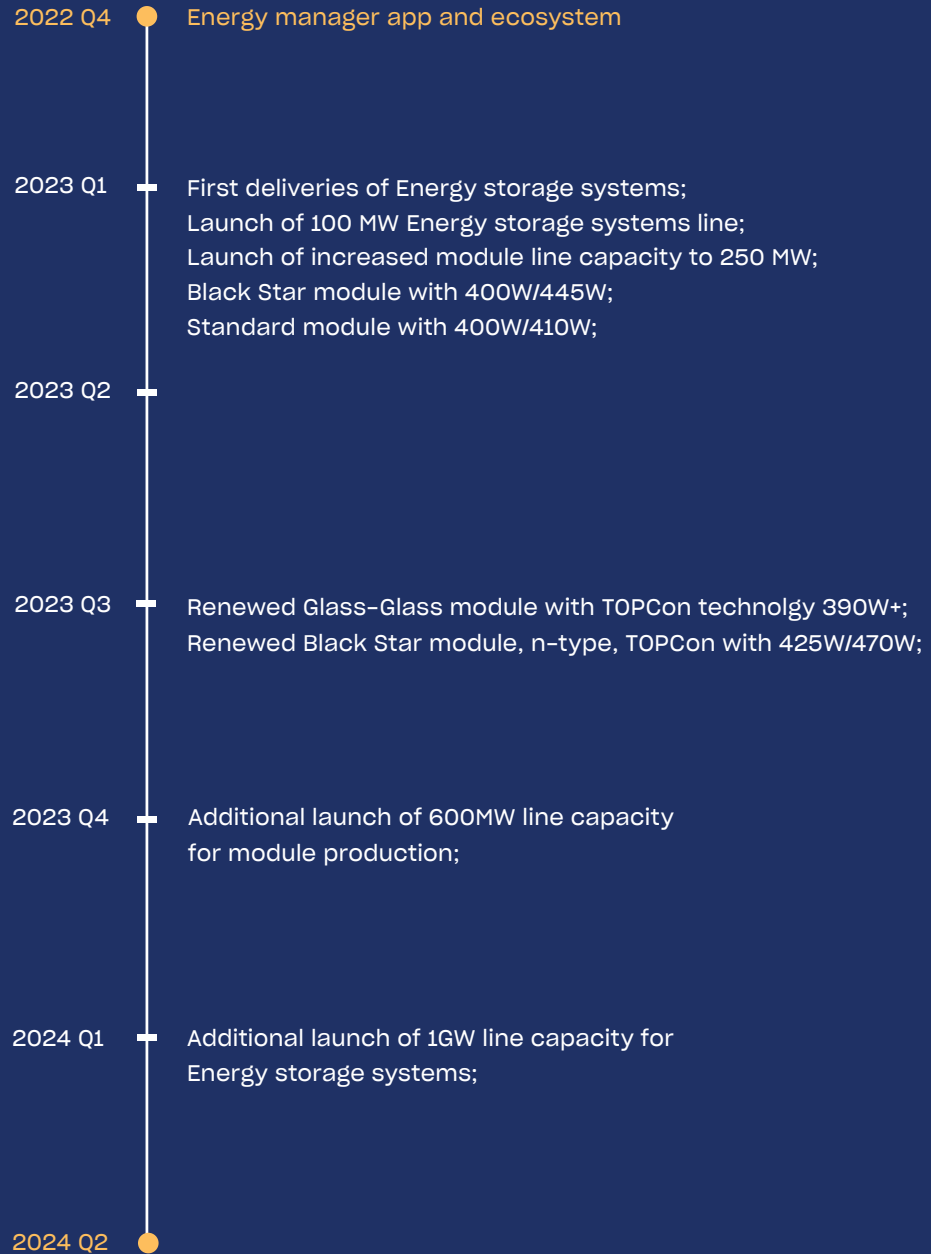 2022 Q4 Energy manager app and ecosystem
2023 Q1 First deliveries of Energy storage systems;
Launch of 100 MW Energy storage systems line;
Launch of increased module line capacity to 250 MW;
Black Star module with 400W/445W;
Standard module with 400W/410W;
2023 Q2
2023 Q3 Renewed Glass-Glass module with TOPCon technolgy 390W+;
Renewed Black Star module, n-type, TOPCon with 425W/470W;
2023 Q4 Additional launch of 600MW line capacity
for module production;
2024 Q1 Additional launch of 1GW line capacity for
Energy storage systems;
2024 Q2